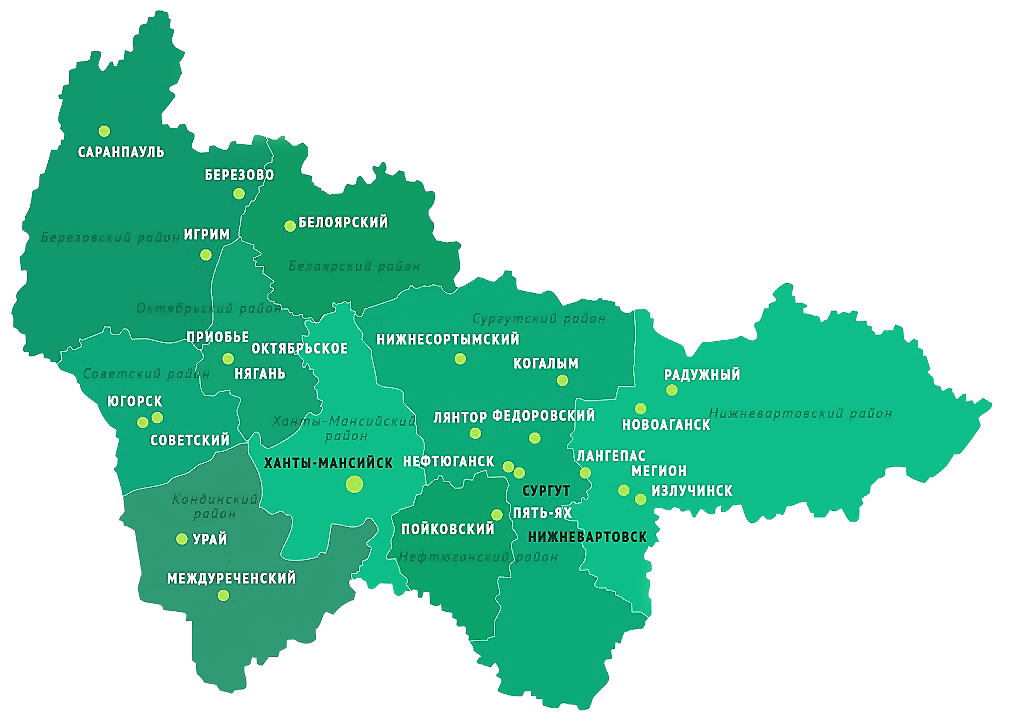 САРАНПАУЛЬ
БЕРЕЗОВО
БЕЛОЯРСКИЙ
ИГРИМ
Березовский район
Белоярский район
Октябрьский район
Сургутский район
ПРИОБЬЕ
НИЖНЕСОРТЫМСКИЙ
ОКТЯБРЬСКОЕ
КОГАЛЫМ
Советский район
НЯГАНЬ
РАДУЖНЫЙ
ЮГОРСК
Нижневартовский район
ЛЯНТОР
ФЕДОРОВСКИЙ
Ханты-Мансийский
район
НОВОАГАНСК
СОВЕТСКИЙ
ЛАНГЕПАС
ХАНТЫ-МАНСИЙСК
НЕФТЮГАНСК
МЕГИОН
СУРГУТ
ИЗЛУЧИНСК
Кондинский
район
ПЯТЬ-ЯХ
ПОЙКОВСКИЙ
УРАЙ
НИЖНЕВАРТОВСК
Нефтюганский район
МЕЖДУРЕЧЕНСКИЙ